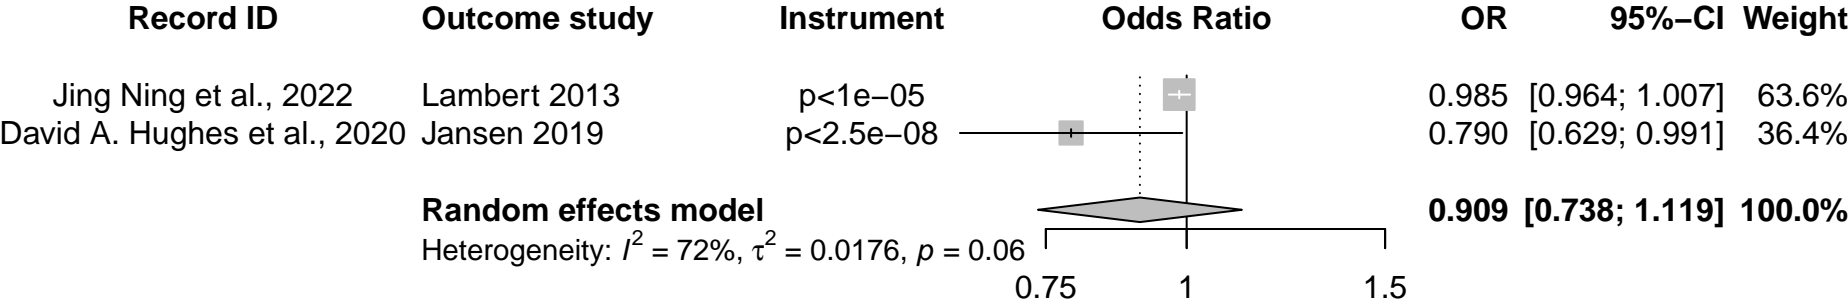 Record ID Outcome study Instrument Odds Ratio OR 95%−CI Weight
Jing Ning et al., 2022 Lambert 2013 p<1e−05 0.985 [0.964; 1.007] 63.6%
David A. Hughes et al., 2020 Jansen 2019 p<2.5e−08 0.790 [0.629; 0.991] 36.4%
Random effects model 0.909 [0.738; 1.119] 100.0%
Heterogeneity: I² = 72%, τ² = 0.0176, p = 0.06
0.75 1 1.5